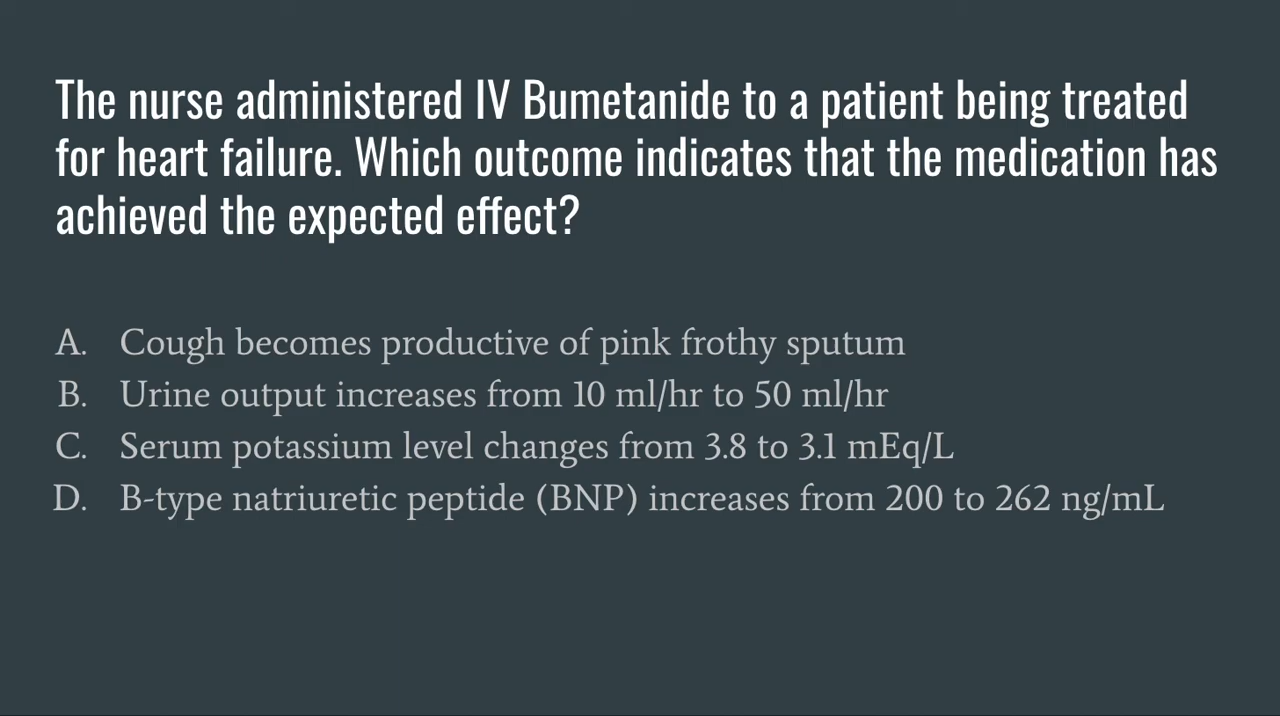 The nurse administered IV Bumetanide to a patient being treated
for heart failure. Which outcome indicates that the medication has
achieved the expected effect?
A. Cough becomes productive of pink frothy sputum
B. Urine output increases from 10 ml/hr to 50 ml/hr
C. Serum potassium level changes from 3.8 to 3.1 mEq/L
D. B-type natriuretic peptide (BNP) increases from 200 to 262 ng/mL